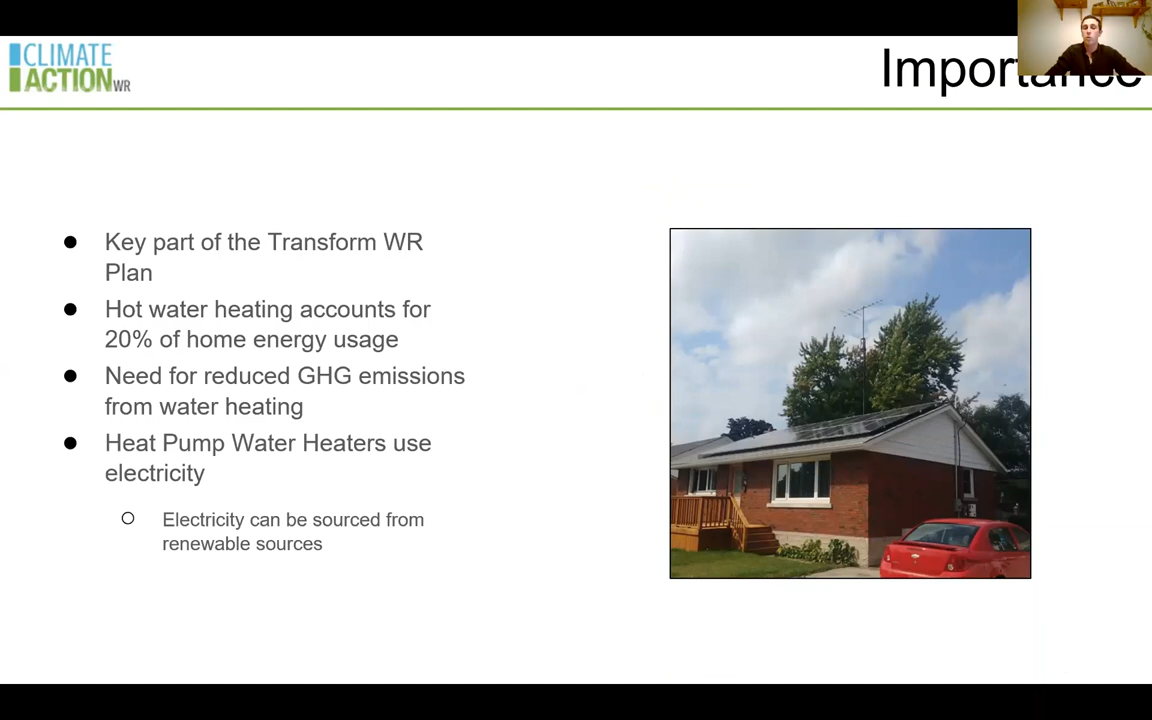 CLIMATE
ACTIONWR
Importance
● Key part of the Transform WR
Plan
● Hot water heating accounts for
20% of home energy usage
● Need for reduced GHG emissions
from water heating
● Heat Pump Water Heaters use
electricity
○ Electricity can be sourced from
renewable sources